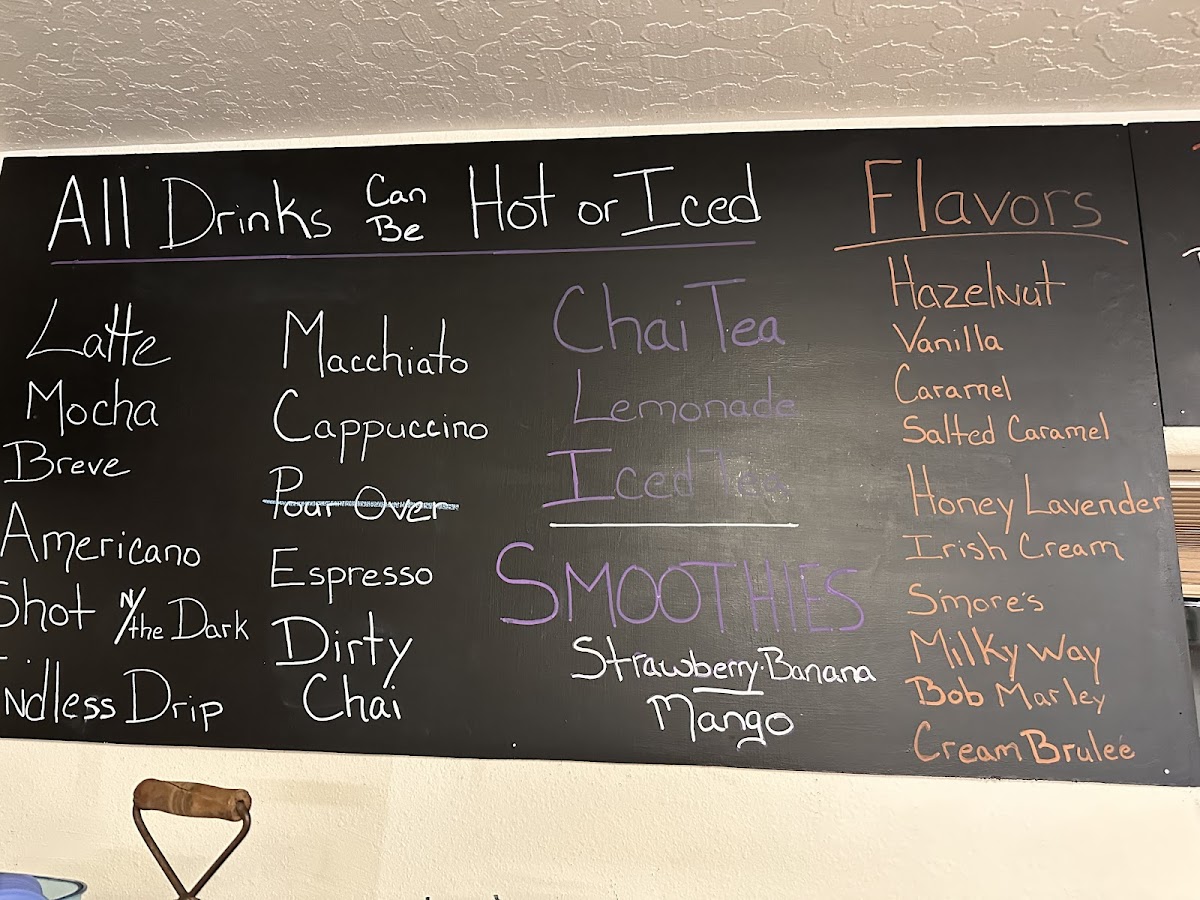 All Drinks Can Be Hot or Iced
Latte
Mocha
Breve
Americano
Shot N/the Dark
Endless Drip
Macchiato
Cappuccino
Pour Over
Espresso
Dirty
Chai
Chai Tea
Lemonade
Iced Tea
SMOOTHIES
Strawberry-Banana
Mango
Flavors
Hazelnut
Vanilla
Caramel
Salted Caramel
Honey Lavender
Irish Cream
S'more's
Milky Way
Bob Marley
Cream Brulee